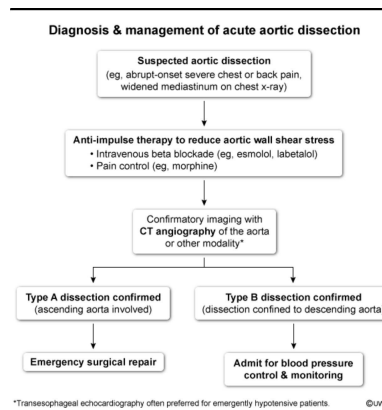 Diagnosis & management of acute aortic dissection
Suspected aortic dissection
(eg, abrupt-onset severe chest or back pain,
widened mediastinum on chest x-ray)
Anti-impulse therapy to reduce aortic wall shear stress
• Intravenous beta blockade (eg, esmolol, labetalol)
• Pain control (eg, morphine)
Confirmatory imaging with
CT angiography of the aorta
or other modality*
Type A dissection confirmed
(ascending aorta involved)
Type B dissection confirmed
(dissection confined to descending aorta
Emergency surgical repair
Admit for blood pressure
control & monitoring
*Transesophageal echocardiography often preferred for emergently hypotensive patients.